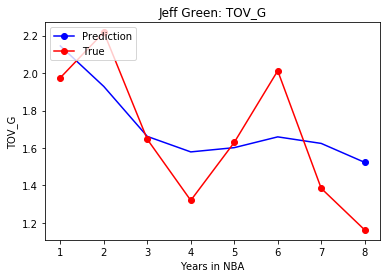 Jeff Green: TOV_G
Prediction
True
2.2
2.0
1.8
1.6
1.4
1.2
TOV_G
1 2 3 4 5 6 7 8
Years in NBA